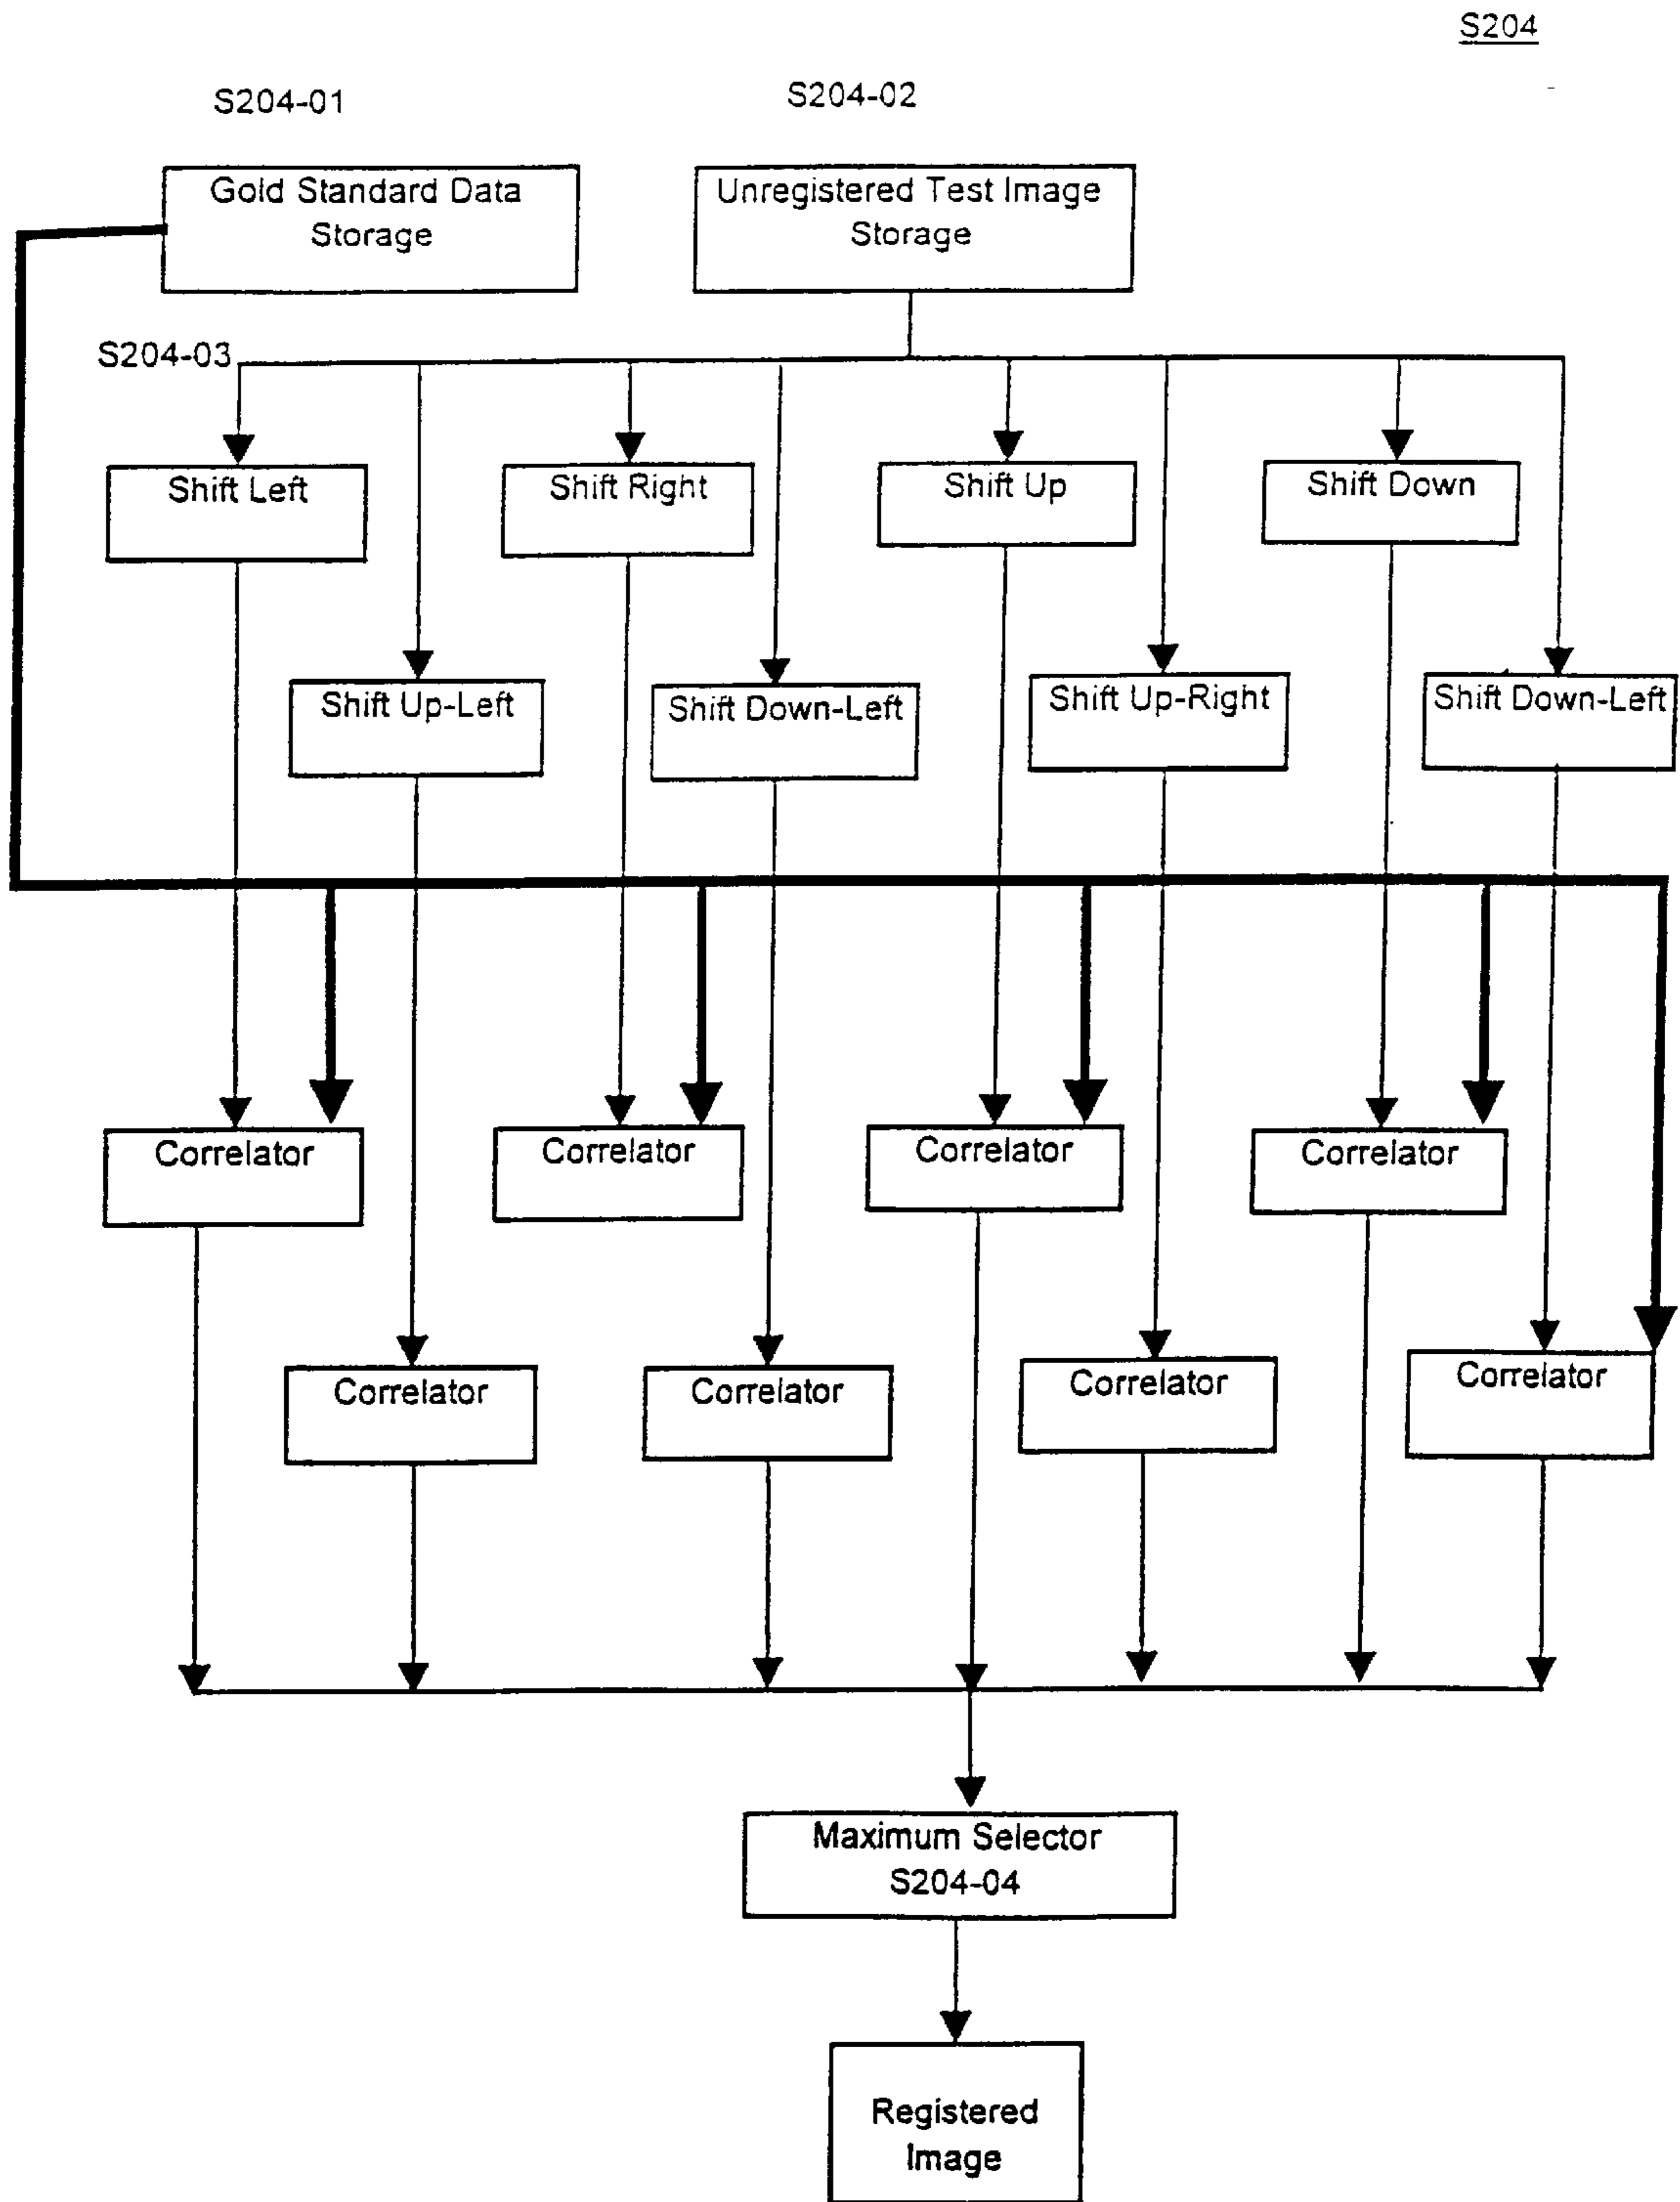 S204
S204-01
S204-02
Gold Standard Data
Storage
Unregistered Test Image
Storage
S204-03
Shift Left
Shift Right
Shift Up
Shift Down
Shift Up-Left
Shift Down-Left
Shift Up-Right
Shift Down-Left
Correlator
Correlator
Correlator
Correlator
Correlator
Correlator
Correlator
Correlator
Maximum Selector
S204-04
Registered
Image